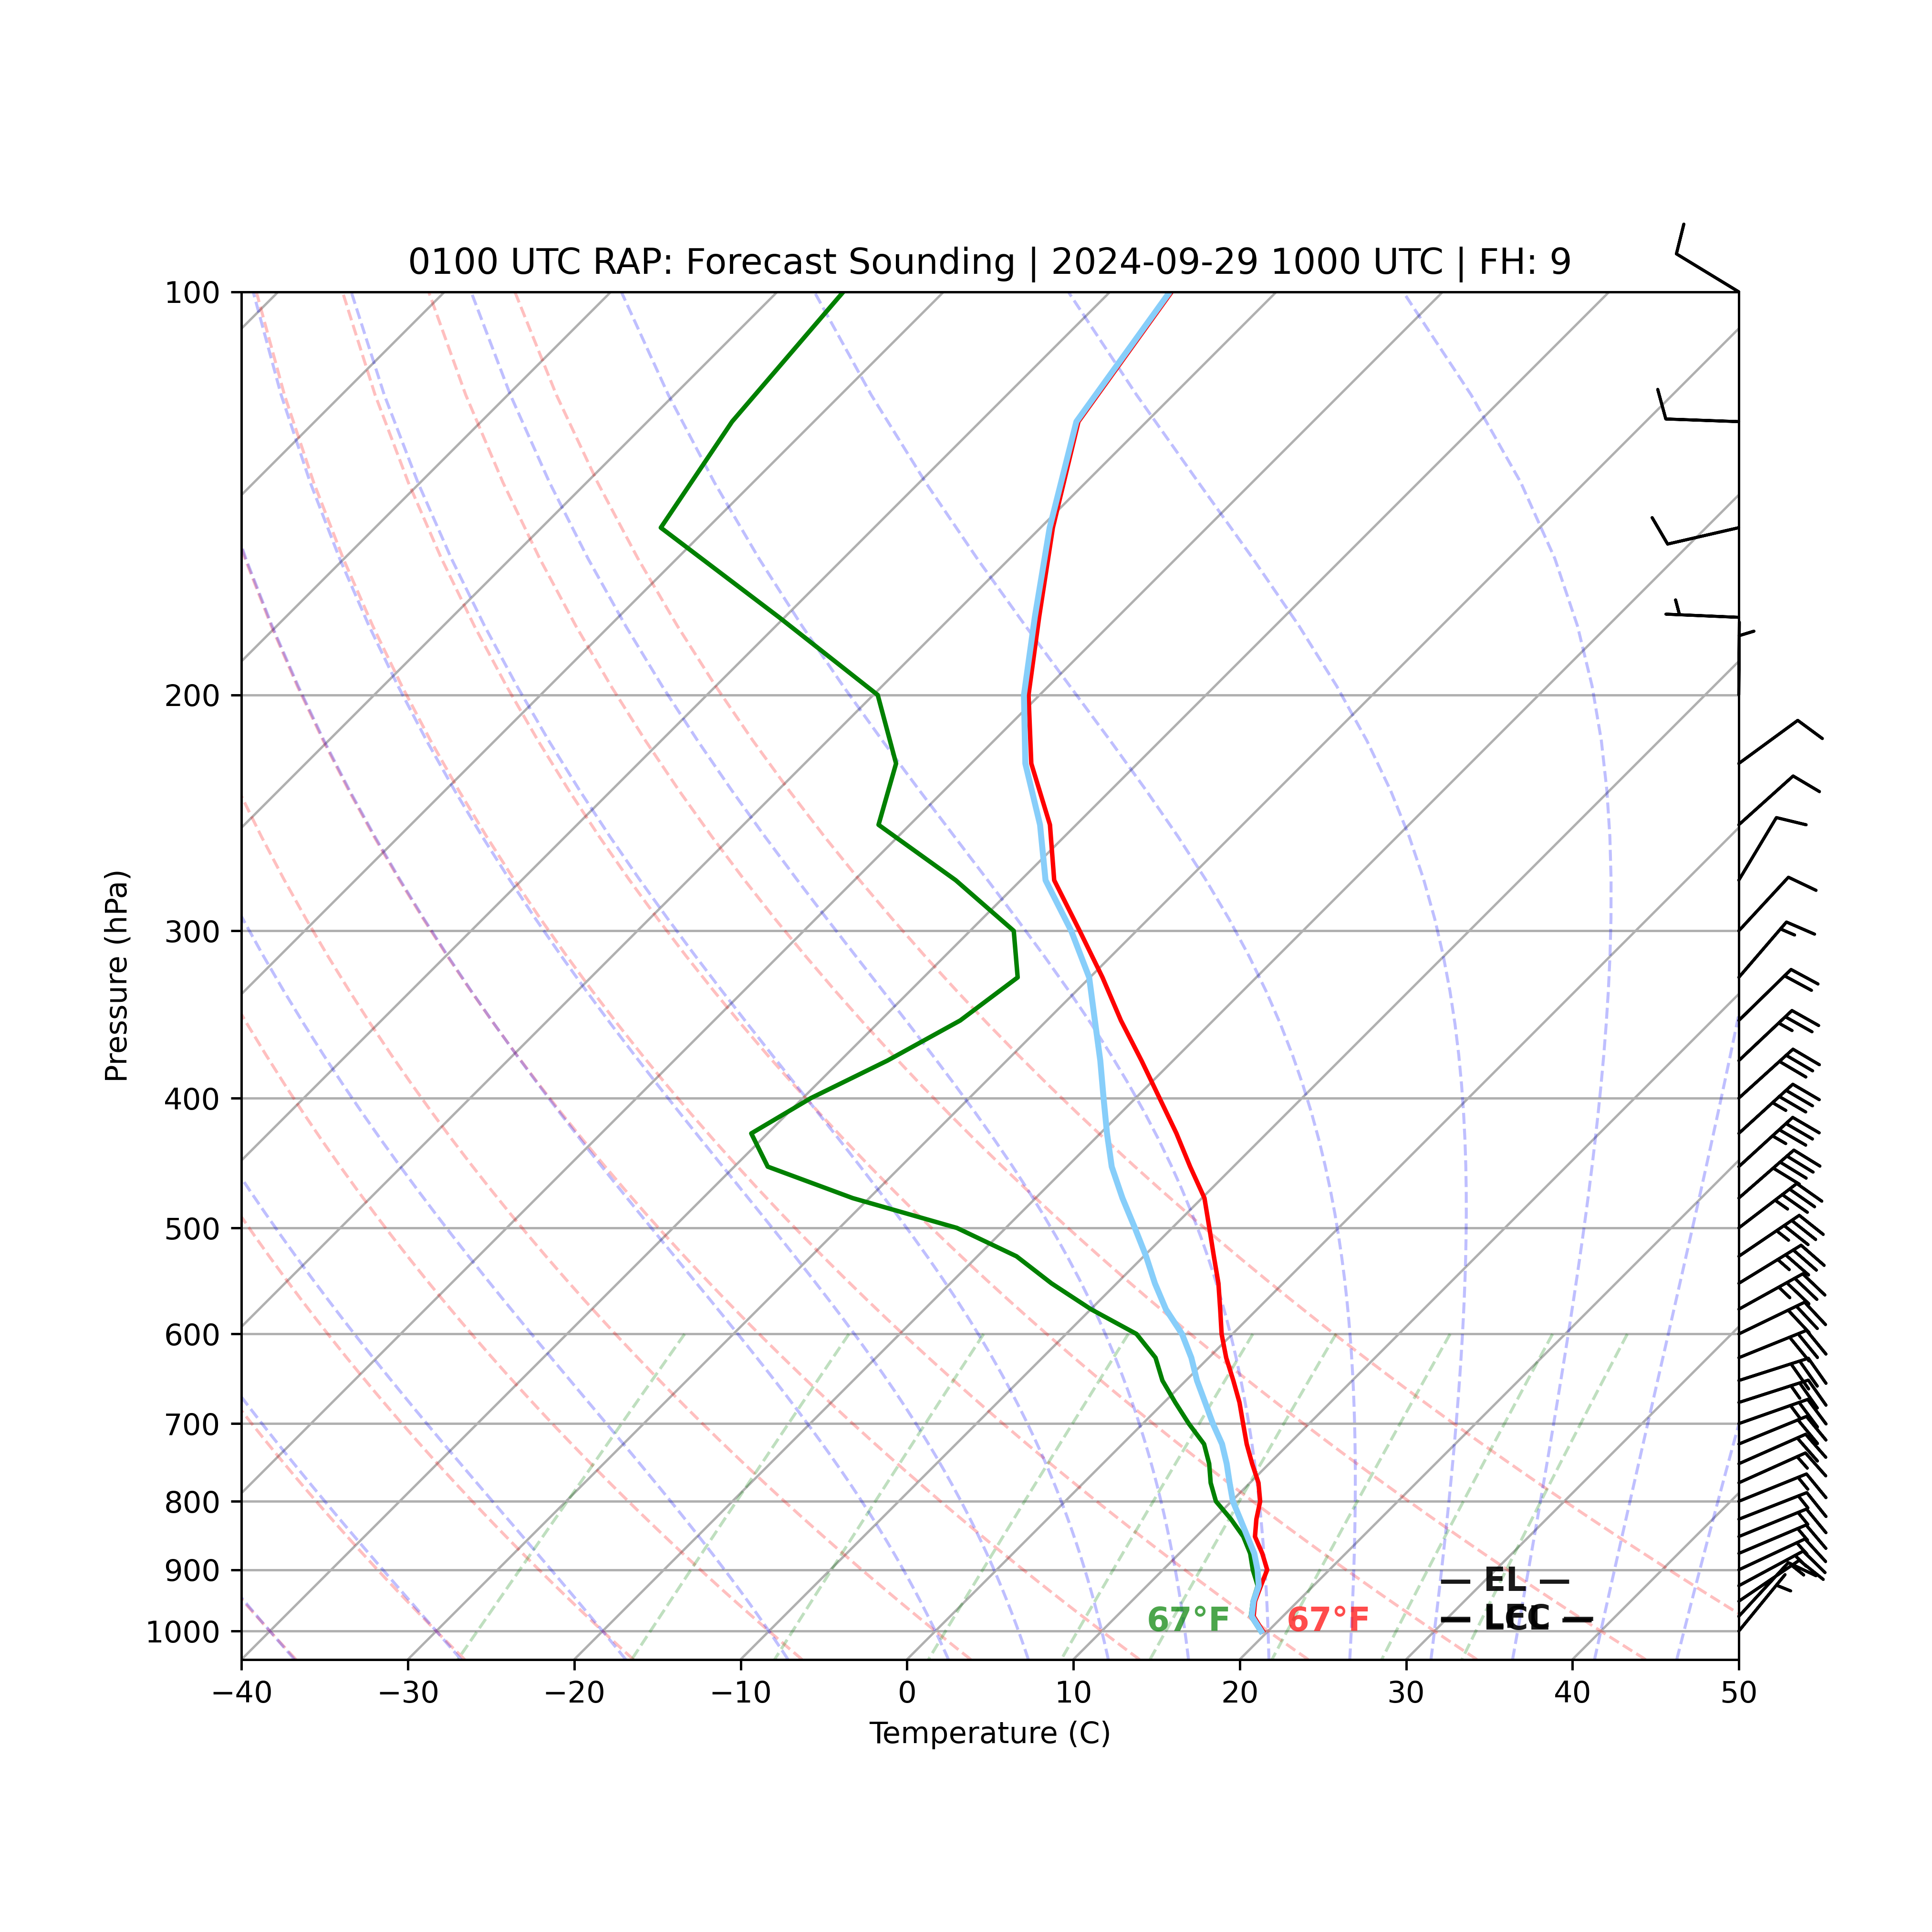 0100 UTC RAP: Forecast Sounding | 2024-09-29 1000 UTC | FH: 9
100
200
300
400
500
600
700
800
900
1000
Pressure (hPa)
— EL —
67°F 67°F
−40 −30 −20 −10 0 10 20 30 40 50
Temperature (C)